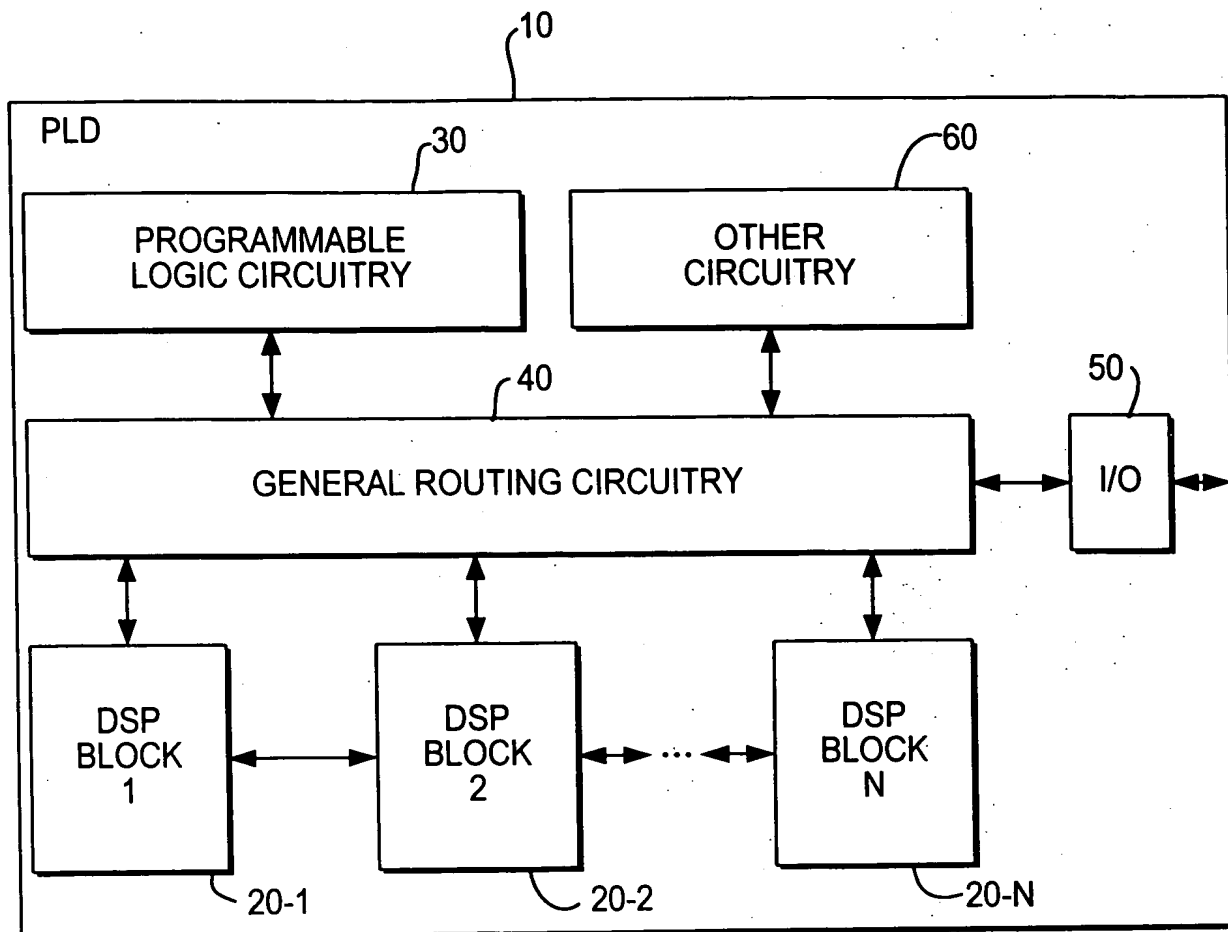 10
PLD
30
60
PROGRAMMABLE
LOGIC CIRCUITRY
OTHER
CIRCUITRY
40
50
GENERAL ROUTING CIRCUITRY
I/O
DSP
BLOCK
1
DSP
BLOCK
2
...
DSP
BLOCK
N
20-1
20-2
20-N